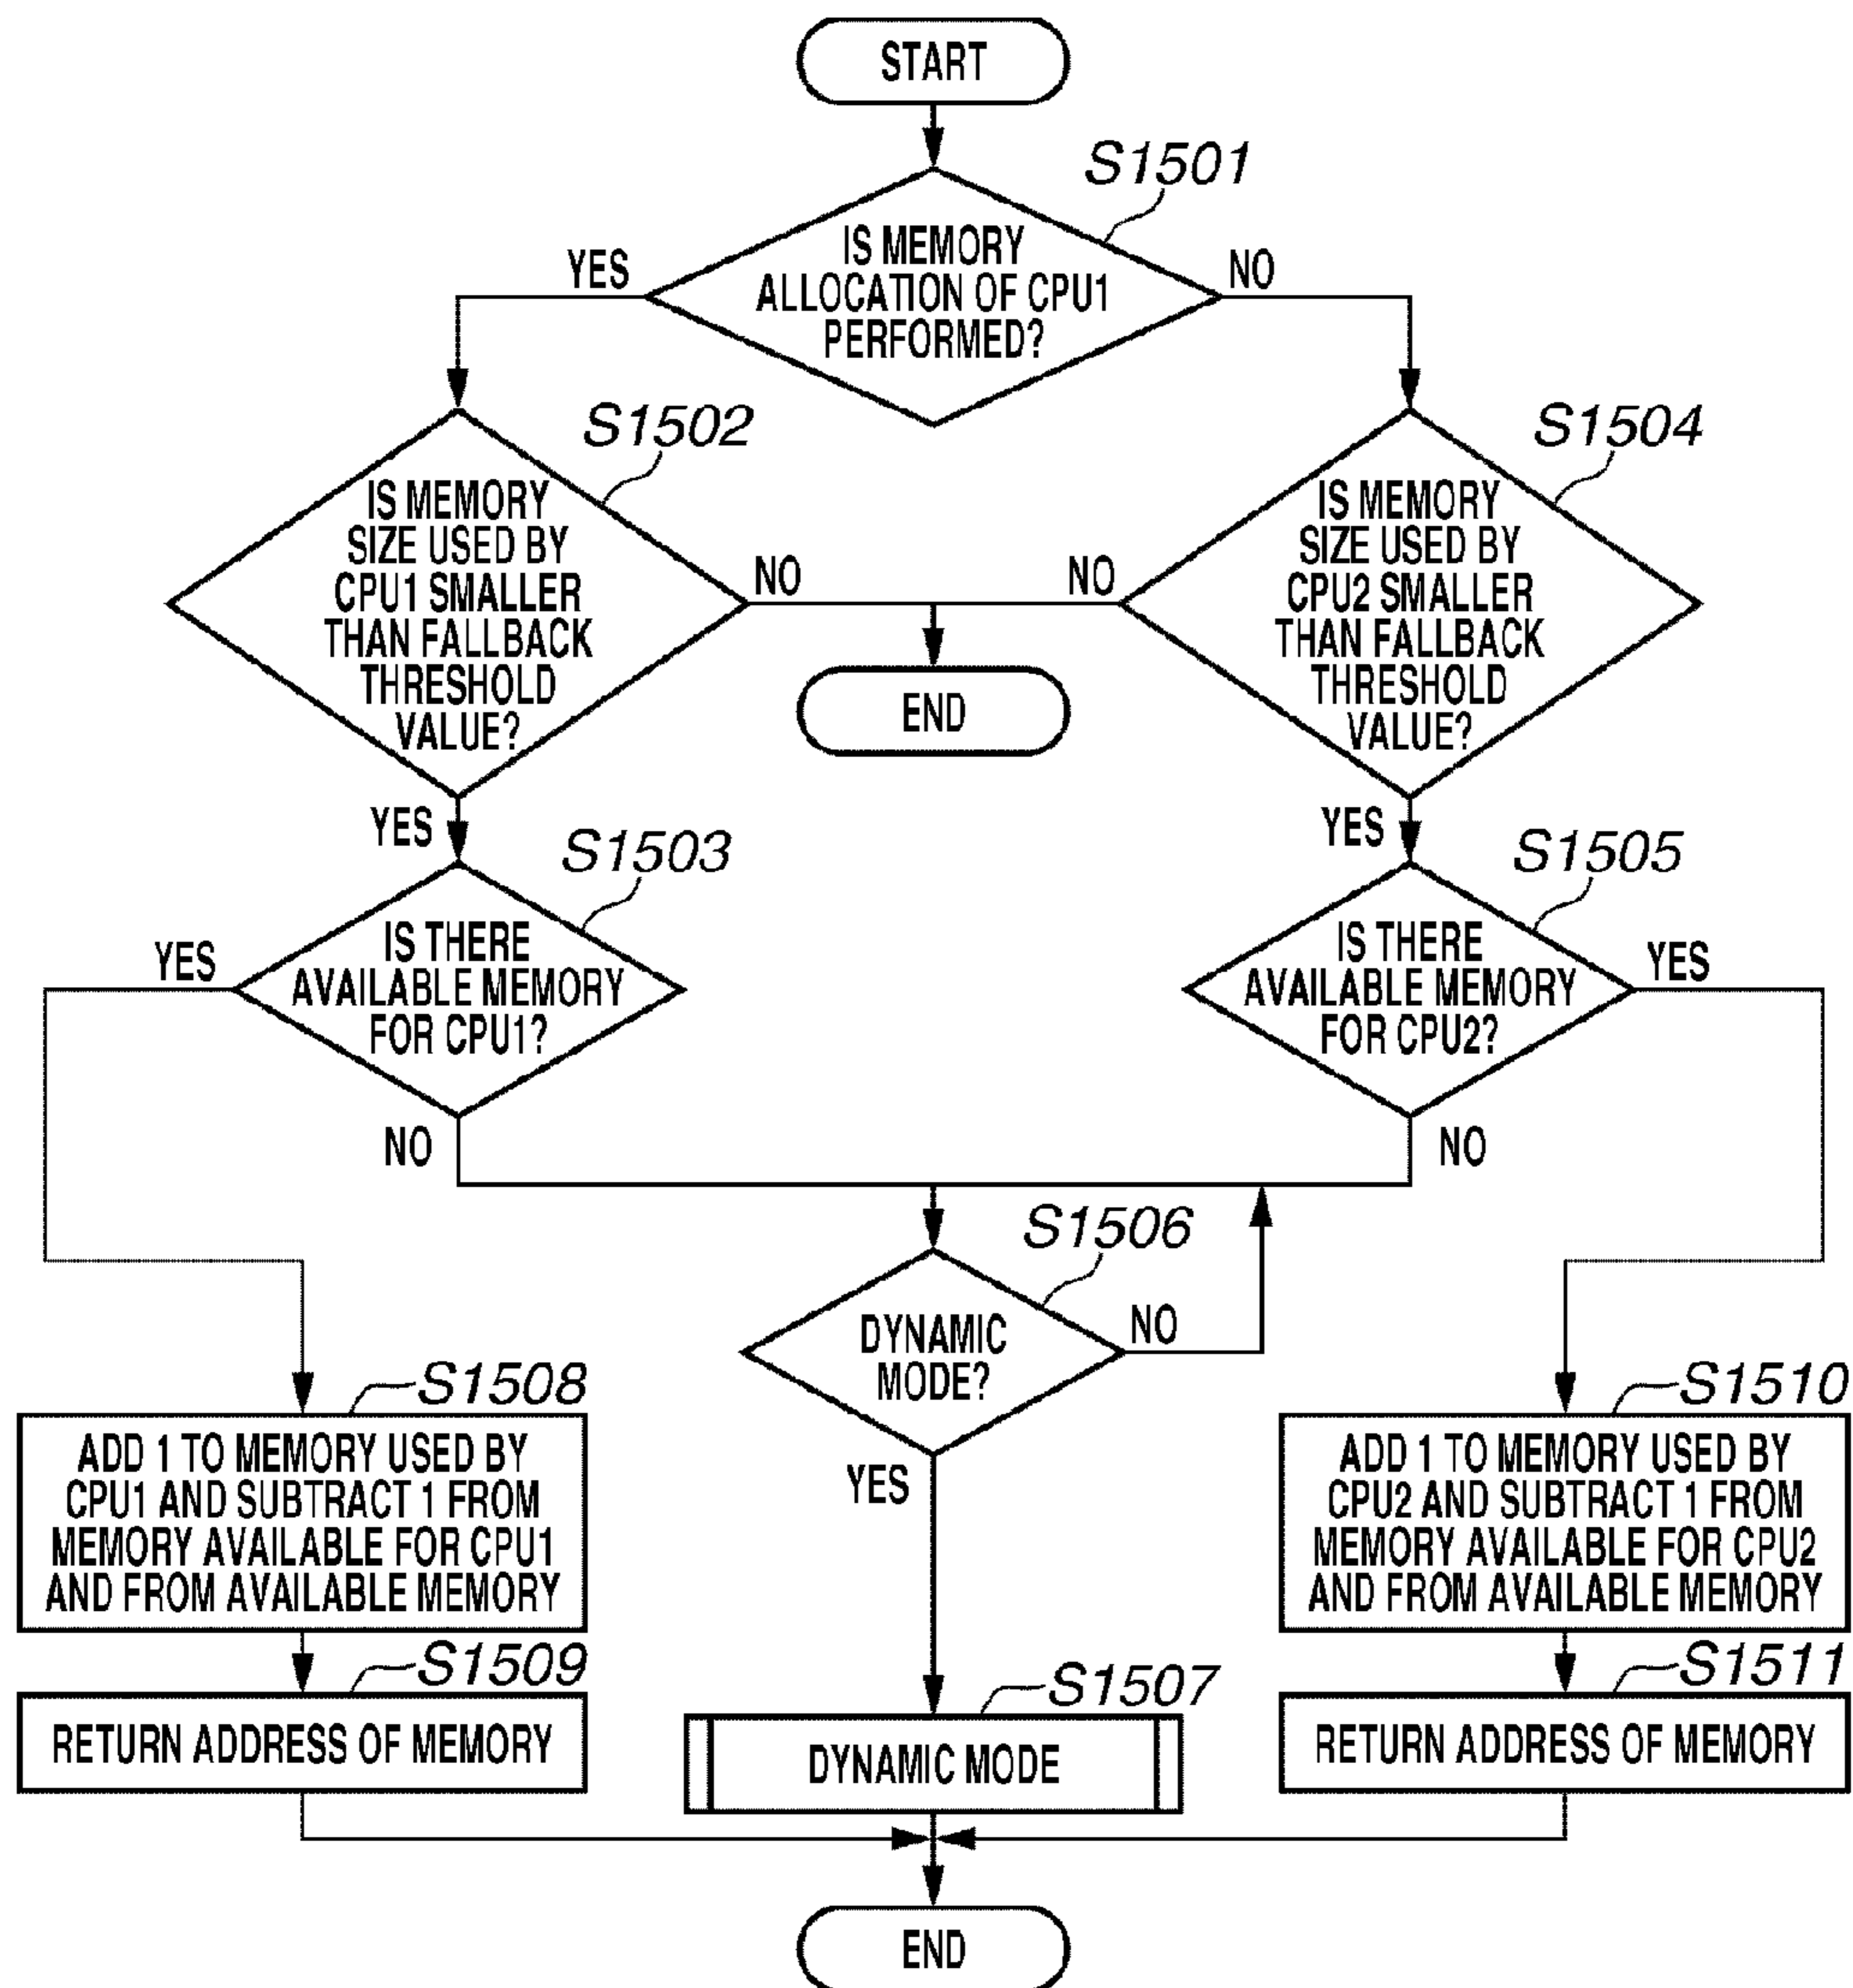 START
S1501
IS MEMORY
ALLOCATION OF CPU1
PERFORMED?
YES
NO
S1502
IS MEMORY
SIZE USED BY
CPU1 SMALLER
THAN FALLBACK
THRESHOLD
VALUE?
NO
YES
S1504
IS MEMORY
SIZE USED BY
CPU2 SMALLER
THAN FALLBACK
THRESHOLD
VALUE?
NO
YES
END
S1503
IS THERE
AVAILABLE MEMORY
FOR CPU1?
YES
NO
S1505
IS THERE
AVAILABLE MEMORY
FOR CPU2?
YES
NO
S1506
DYNAMIC
MODE?
NO
YES
S1508
ADD 1 TO MEMORY USED BY
CPU1 AND SUBTRACT 1 FROM
MEMORY AVAILABLE FOR CPU1
AND FROM AVAILABLE MEMORY
S1510
ADD 1 TO MEMORY USED BY
CPU2 AND SUBTRACT 1 FROM
MEMORY AVAILABLE FOR CPU2
AND FROM AVAILABLE MEMORY
S1509
RETURN ADDRESS OF MEMORY
S1507
DYNAMIC MODE
S1511
RETURN ADDRESS OF MEMORY
END